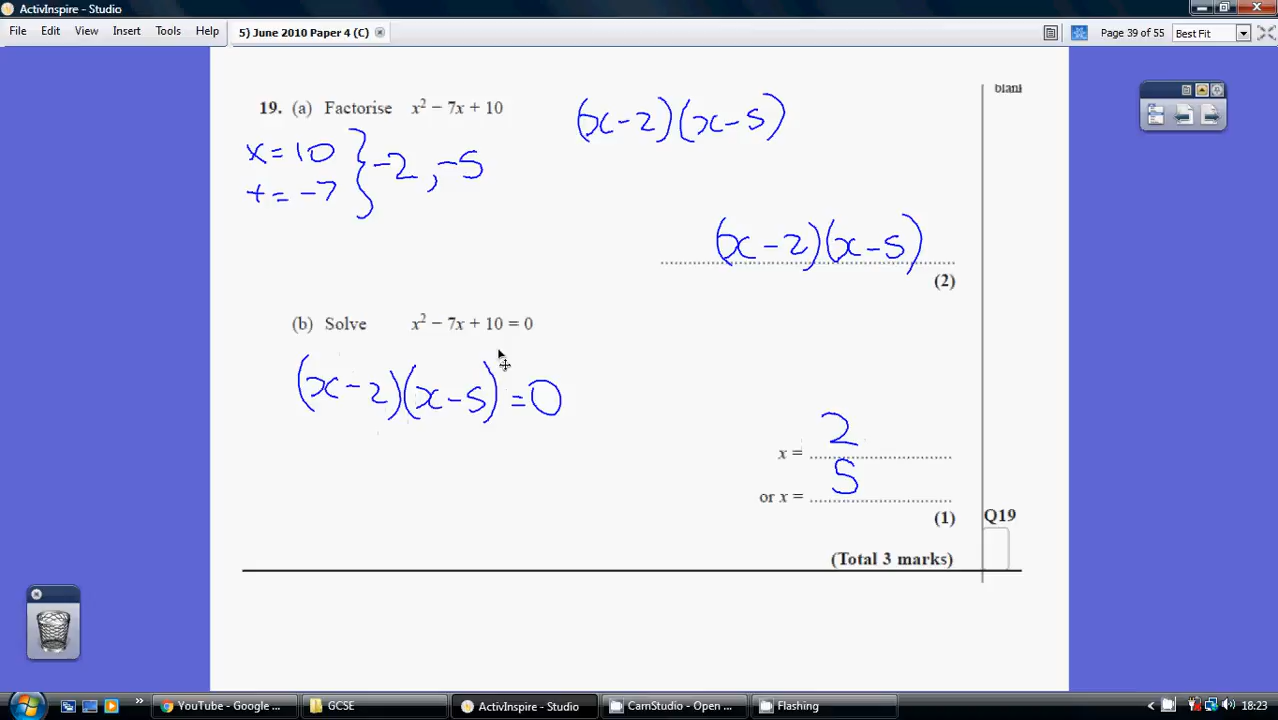 ActivInspire - Studio
File Edit View Insert Tools Help
5) June 2010 Paper 4 (C)
Page 39 of 55
Best Fit
blank
19. (a) Factorise x² − 7x + 10
(x-2)(x-5)
x = 10
+ = -7
-2, -5
(x-2)(x-5)
(2)
(b) Solve x² − 7x + 10 = 0
(x-2)(x-5) = 0
x = 2
or x = 5
(1)
Q19
(Total 3 marks)
YouTube - Google ...
GCSE
ActivInspire - Studio
CamStudio - Open ...
Flashing
18:23